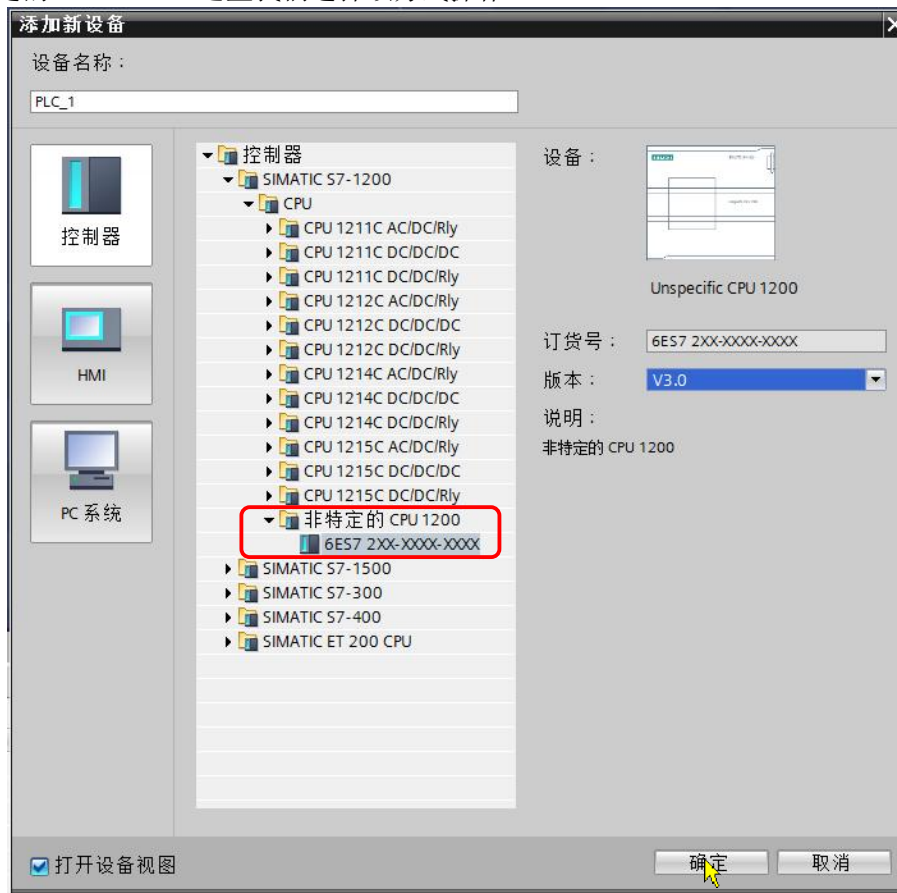 添加新设备
设备名称：
PLC_1
控制器
HMI
PC 系统
控制器
SIMATIC S7-1200
CPU
CPU 1211C AC/DC/Rly
CPU 1211C DC/DC/DC
CPU 1211C DC/DC/Rly
CPU 1212C AC/DC/Rly
CPU 1212C DC/DC/DC
CPU 1212C DC/DC/Rly
CPU 1214C AC/DC/Rly
CPU 1214C DC/DC/DC
CPU 1214C DC/DC/Rly
CPU 1215C AC/DC/Rly
CPU 1215C DC/DC/DC
CPU 1215C DC/DC/Rly
非特定的 CPU 1200
6ES7 2XX-XXXX-XXXX
SIMATIC S7-1500
SIMATIC S7-300
SIMATIC S7-400
SIMATIC ET 200 CPU
设备：
Unspecific CPU 1200
订货号：
6ES7 2XX-XXXX-XXXX
版本：
V3.0
说明：
非特定的 CPU 1200
打开设备视图
确定
取消